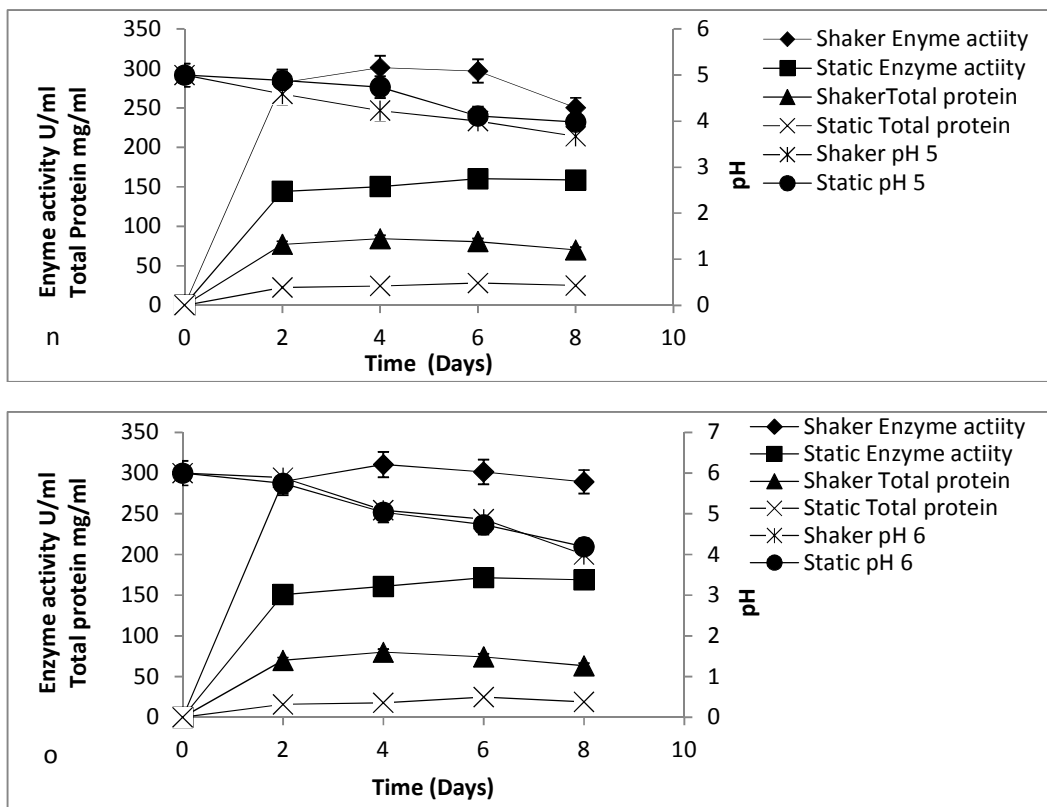 350
300
250
200
150
100
50
0
Enyme activity U/ml
Total Protein mg/ml
6
5
4
3
2
1
0
pH
0 2 4 6 8 10
Time (Days)
n
Shaker Enyme actiity
Static Enzyme actiity
ShakerTotal protein
Static Total protein
Shaker pH 5
Static pH 5
350
300
250
200
150
100
50
0
Enzyme activity U/ml
Total protein mg/ml
7
6
5
4
3
2
1
0
pH
0 2 4 6 8 10
Time (Days)
o
Shaker Enzyme actiity
Static Enzyme actiity
Shaker Total protein
Static Total protein
Shaker pH 6
Static pH 6